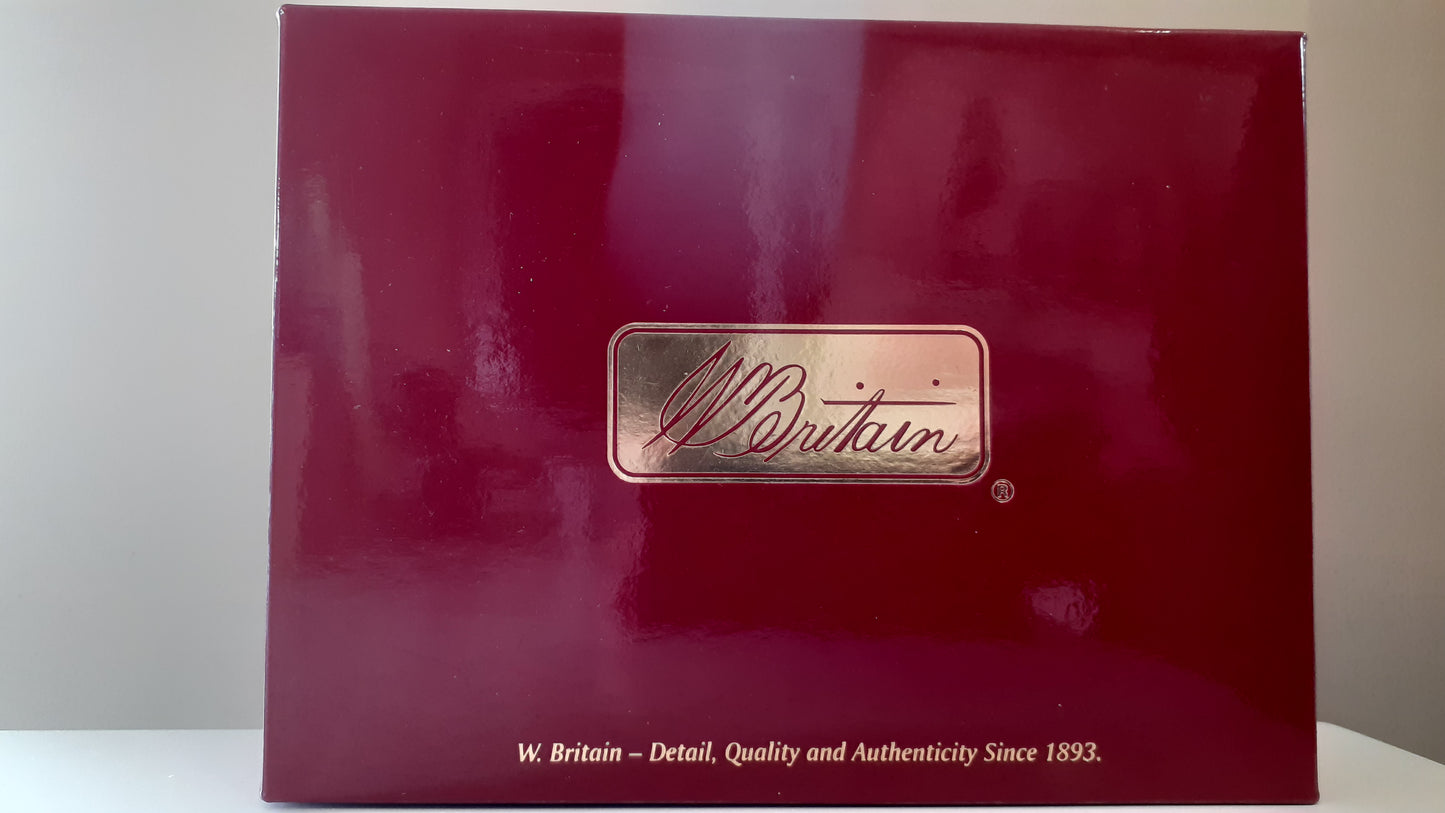 W Britain
®
W. Britain – Detail, Quality and Authenticity Since 1893.